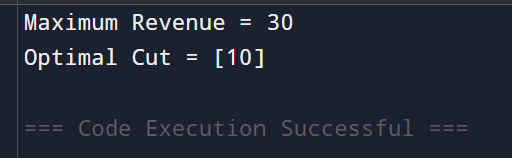 Maximum Revenue = 30
Optimal Cut = [10]
=== Code Execution Successful ===